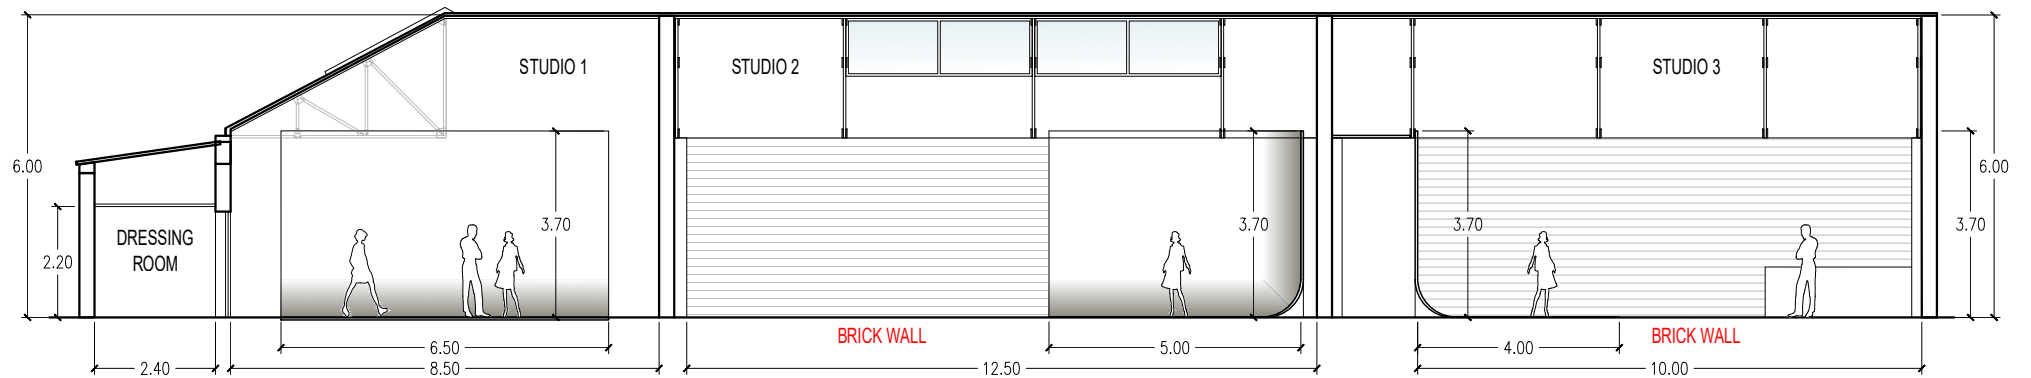 STUDIO 1
STUDIO 2
STUDIO 3
6.00
6.00
3.70
3.70
3.70
3.70
DRESSING
ROOM
2.20
BRICK WALL
BRICK WALL
6.50
5.00
4.00
2.40
8.50
12.50
10.00